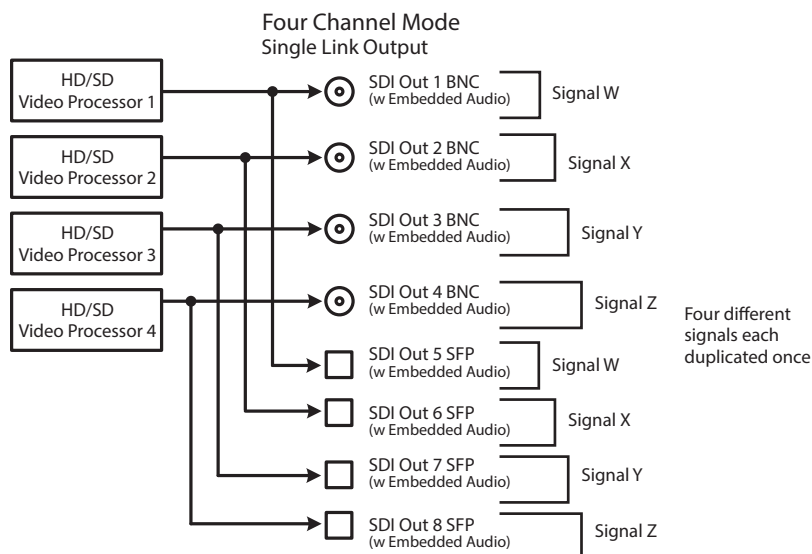 Four Channel Mode
Single Link Output
HD/SD
Video Processor 1
SDI Out 1 BNC
(w Embedded Audio)
Signal W
HD/SD
Video Processor 2
SDI Out 2 BNC
(w Embedded Audio)
Signal X
HD/SD
Video Processor 3
SDI Out 3 BNC
(w Embedded Audio)
Signal Y
HD/SD
Video Processor 4
SDI Out 4 BNC
(w Embedded Audio)
Signal Z
Four different
signals each
duplicated once
SDI Out 5 SFP
(w Embedded Audio)
Signal W
SDI Out 6 SFP
(w Embedded Audio)
Signal X
SDI Out 7 SFP
(w Embedded Audio)
Signal Y
SDI Out 8 SFP
(w Embedded Audio)
Signal Z